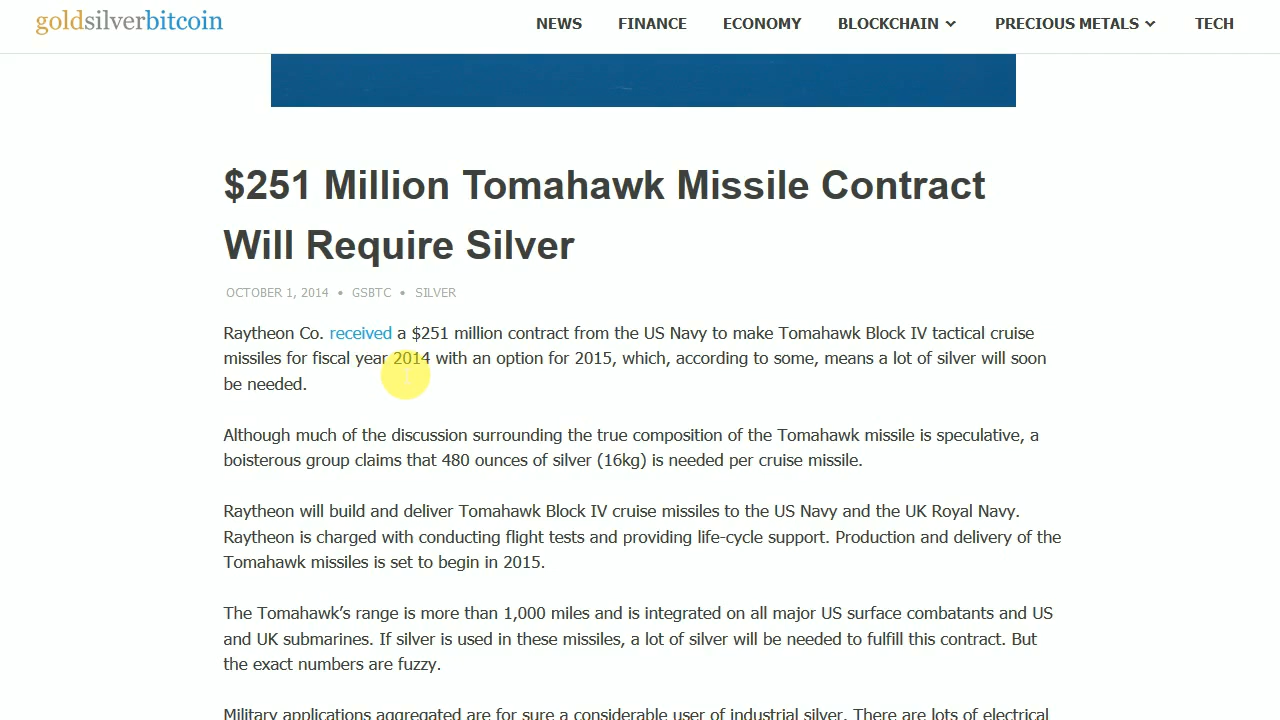 goldsilverbitcoin
NEWS FINANCE ECONOMY BLOCKCHAIN PRECIOUS METALS TECH
$251 Million Tomahawk Missile Contract
Will Require Silver
OCTOBER 1, 2014 • GSBTC • SILVER
Raytheon Co. received a $251 million contract from the US Navy to make Tomahawk Block IV tactical cruise
missiles for fiscal year 2014 with an option for 2015, which, according to some, means a lot of silver will soon
be needed.
Although much of the discussion surrounding the true composition of the Tomahawk missile is speculative, a
boisterous group claims that 480 ounces of silver (16kg) is needed per cruise missile.
Raytheon will build and deliver Tomahawk Block IV cruise missiles to the US Navy and the UK Royal Navy.
Raytheon is charged with conducting flight tests and providing life-cycle support. Production and delivery of the
Tomahawk missiles is set to begin in 2015.
The Tomahawk’s range is more than 1,000 miles and is integrated on all major US surface combatants and US
and UK submarines. If silver is used in these missiles, a lot of silver will be needed to fulfill this contract. But
the exact numbers are fuzzy.
Military applications aggregated are for sure a considerable user of industrial silver. There are lots of electrical